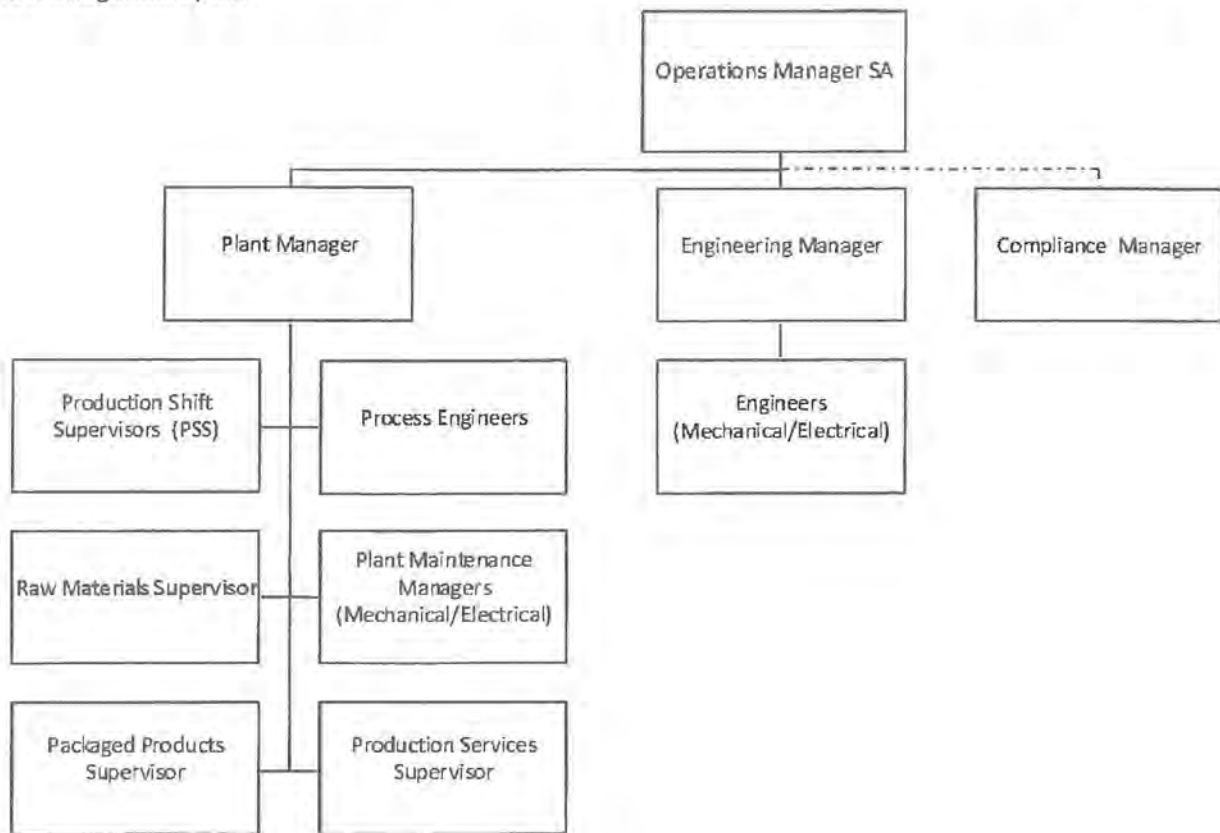 Operations Manager SA
Plant Manager
Engineering Manager
Compliance Manager
Production Shift
Supervisors (PSS)
Process Engineers
Engineers
(Mechanical/Electrical)
Raw Materials Supervisor
Plant Maintenance
Managers
(Mechanical/Electrical)
Packaged Products
Supervisor
Production Services
Supervisor